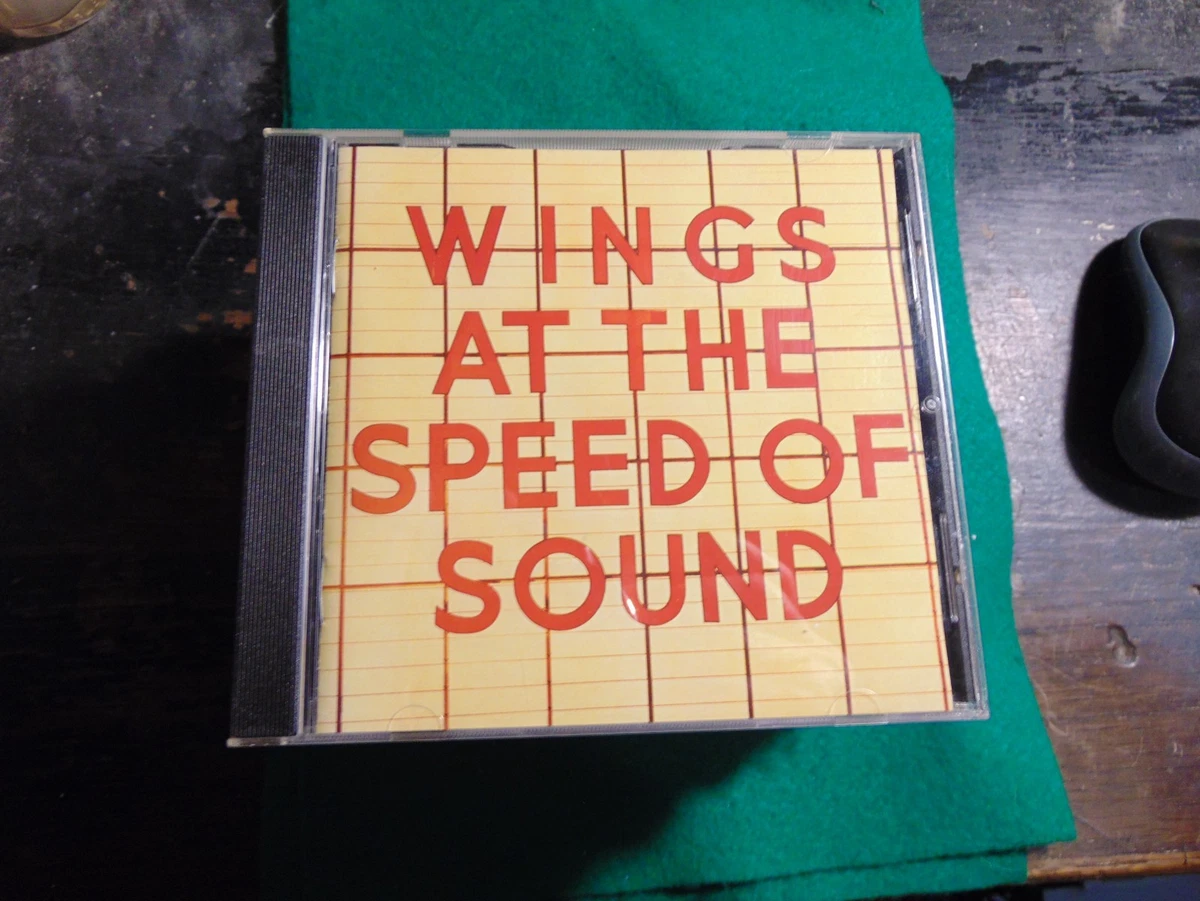 WINGS
AT THE
SPEED OF
SOUND